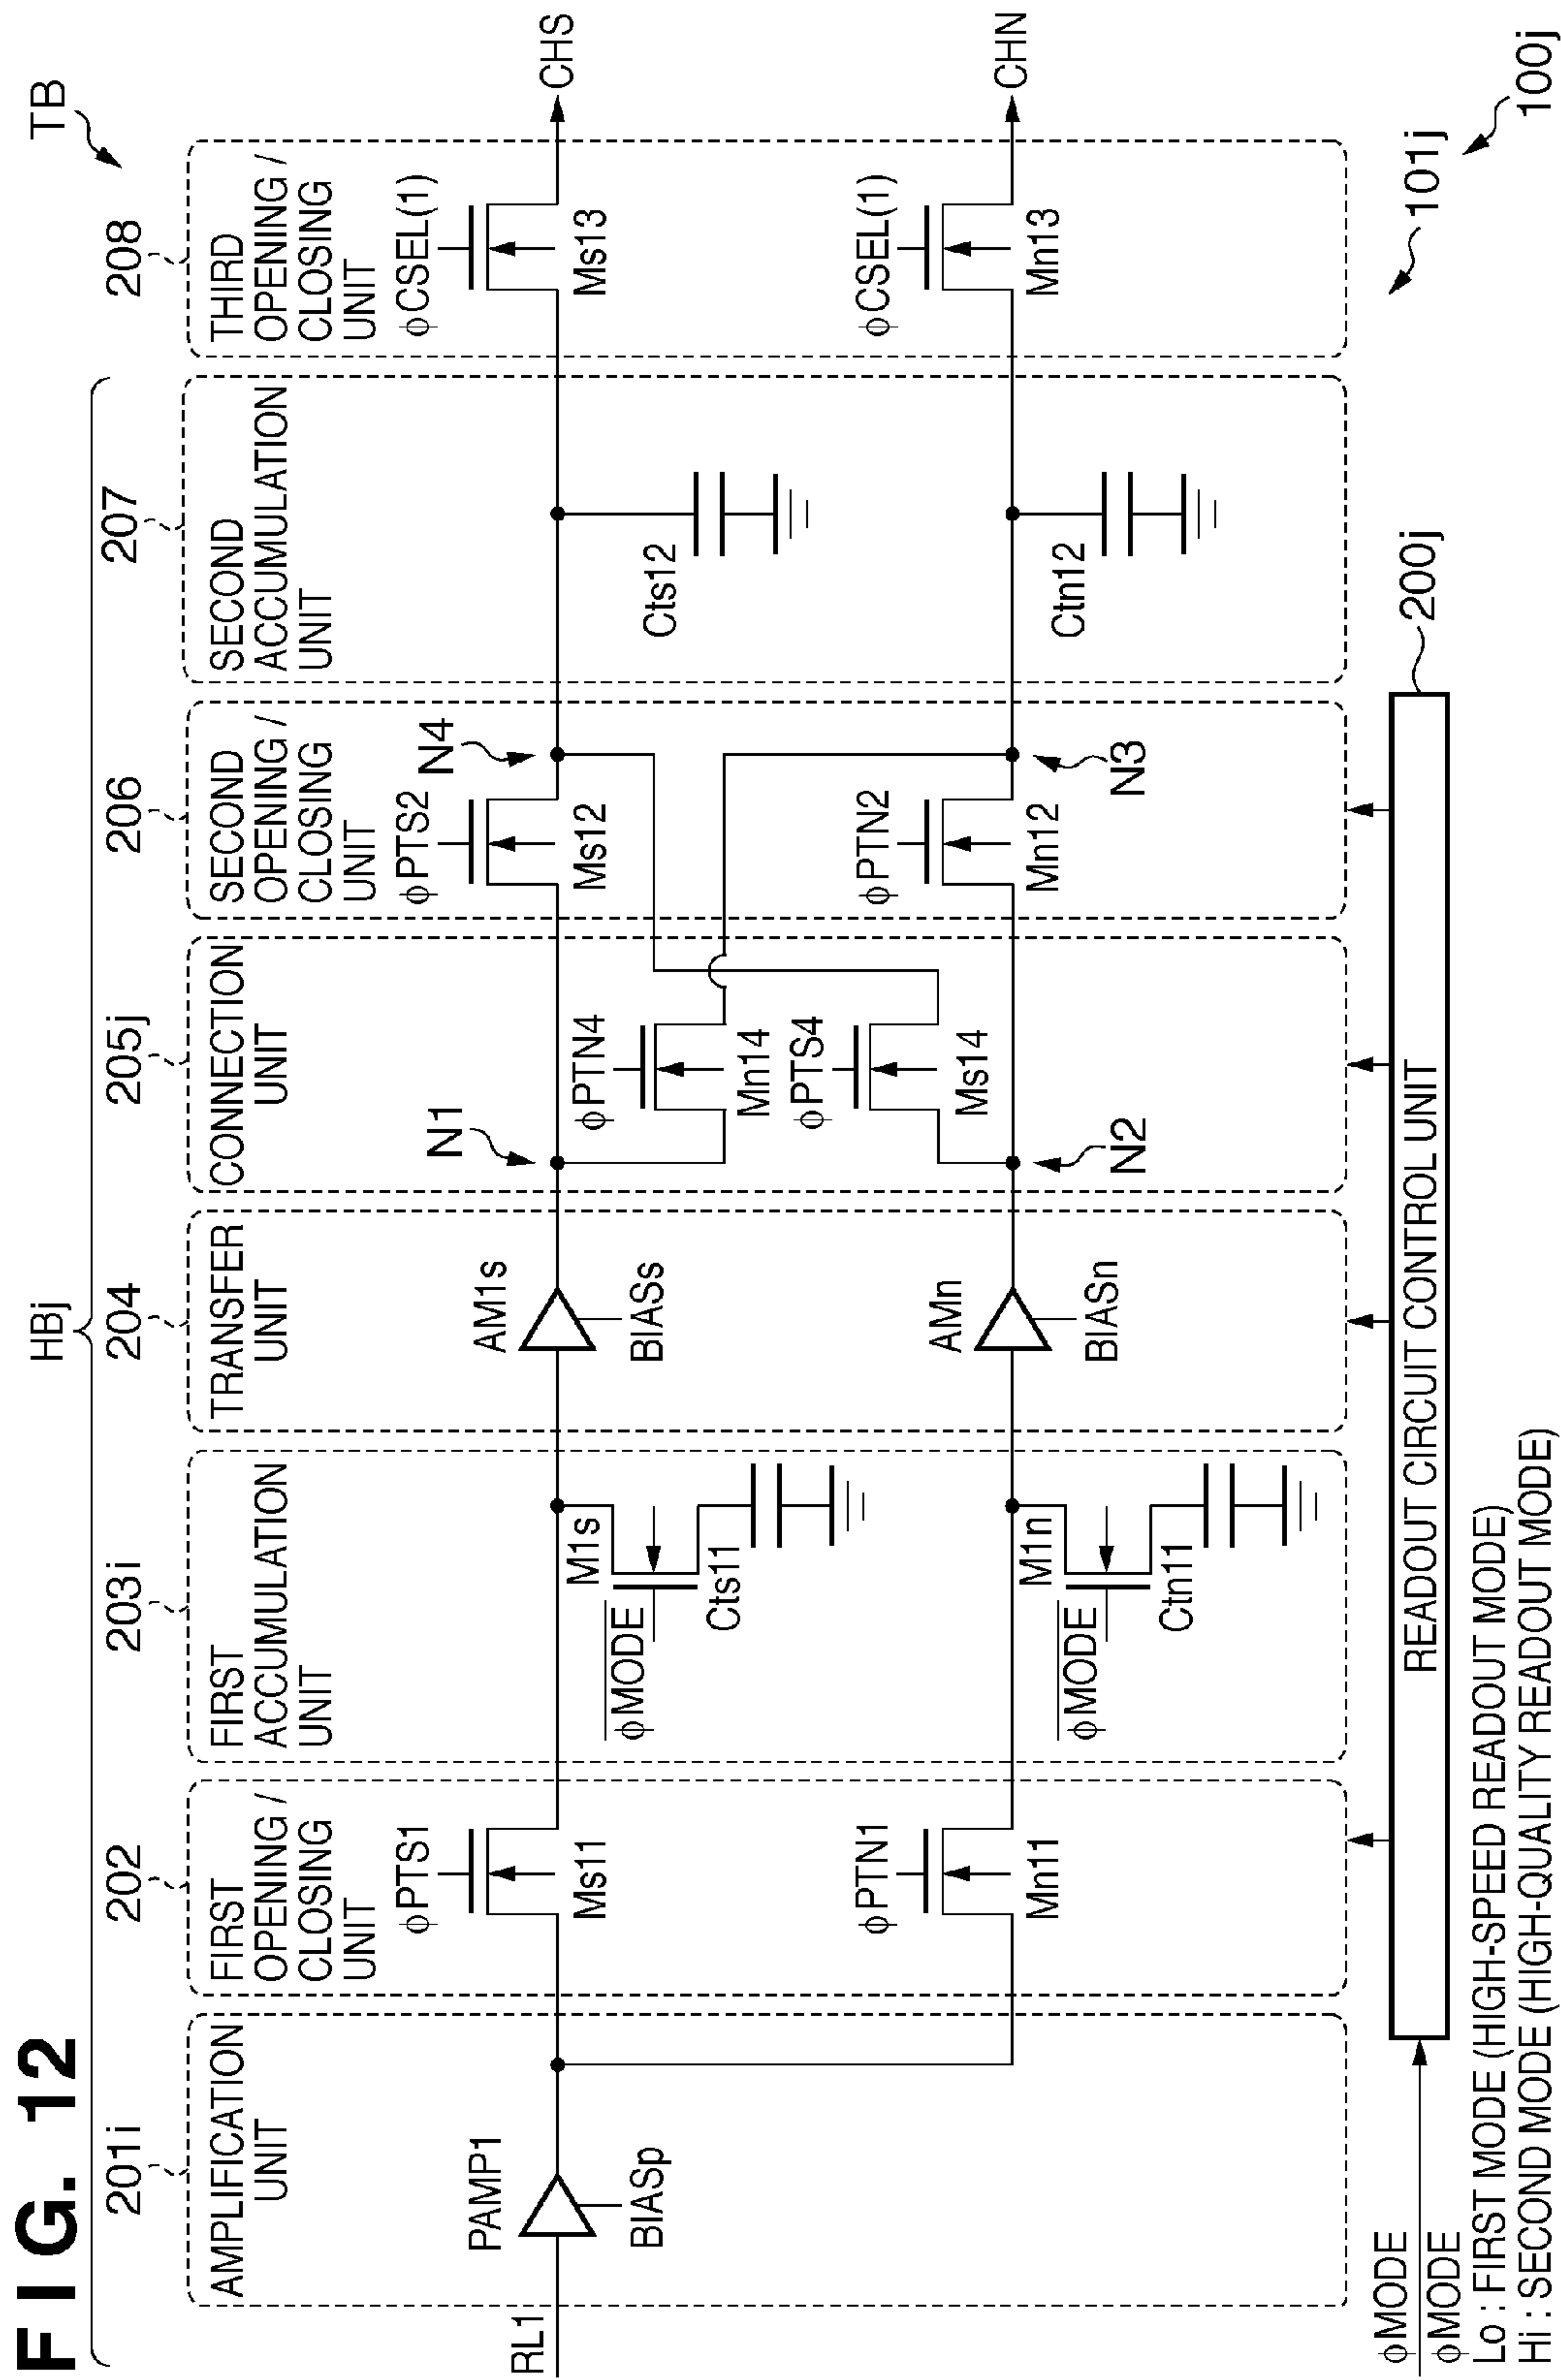 FIG. 12
TB
HBj
201i
202
203i
204
205j
206
207
208
AMPLIFICATION
UNIT
FIRST
OPENING /
CLOSING
UNIT
FIRST
ACCUMULATION
UNIT
TRANSFER
UNIT
CONNECTION
UNIT
SECOND
OPENING /
CLOSING
UNIT
SECOND
ACCUMULATION
UNIT
THIRD
OPENING /
CLOSING
UNIT
RL1
PAMP1
BIASp
ϕPTS1
Ms11
M1s
ϕMODE
Cts11
AM1s
BIASs
N1
ϕPTN4
Mn14
ϕPTS4
Ms14
ϕPTS2
Ms12
N4
Cts12
ϕCSEL(1)
Ms13
CHS
ϕPTN1
Mn11
M1n
ϕMODE
Ctn11
AMn
BIASn
N2
ϕPTN2
Mn12
N3
Ctn12
ϕCSEL(1)
Mn13
CHN
READOUT CIRCUIT CONTROL UNIT
200j
101j
100j
ϕMODE
ϕMODE
Lo : FIRST MODE (HIGH-SPEED READOUT MODE)
Hi : SECOND MODE (HIGH-QUALITY READOUT MODE)